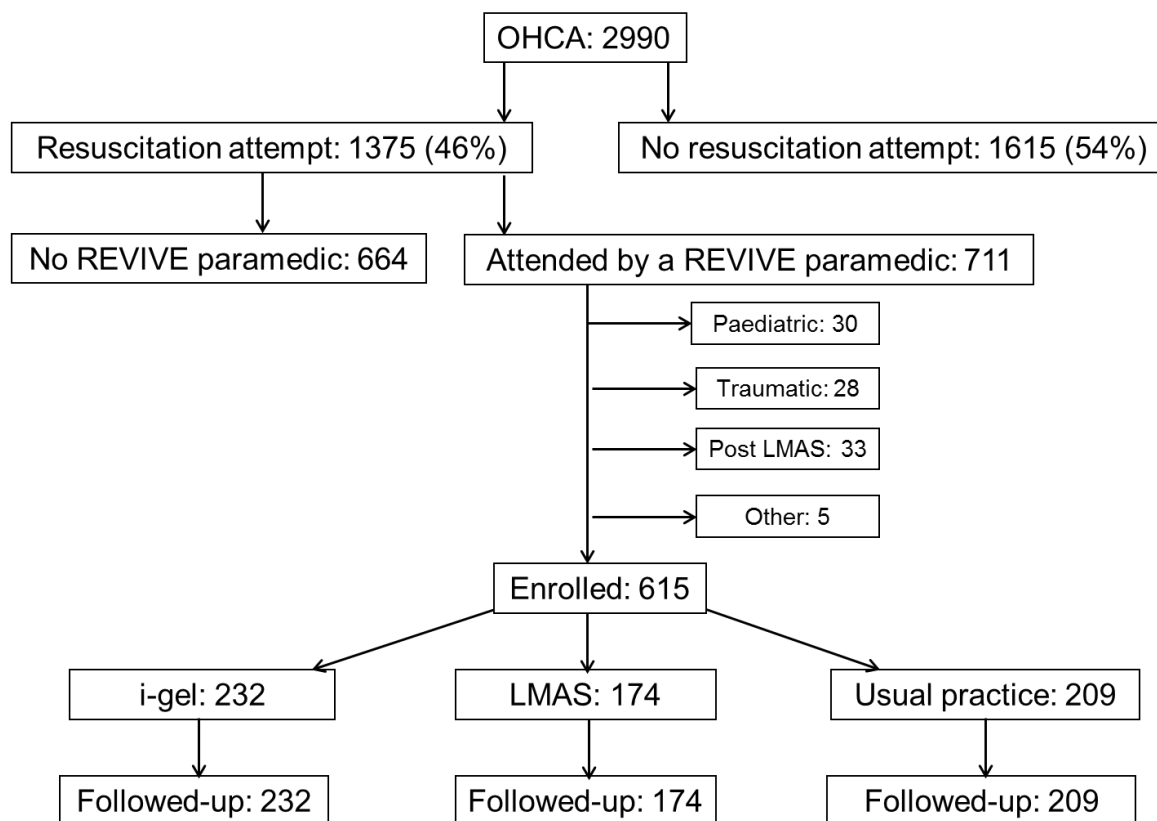 OHCA: 2990
Resuscitation attempt: 1375 (46%)
No resuscitation attempt: 1615 (54%)
No REVIVE paramedic: 664
Attended by a REVIVE paramedic: 711
Paediatric: 30
Traumatic: 28
Post LMAS: 33
Other: 5
Enrolled: 615
i-gel: 232
LMAS: 174
Usual practice: 209
Followed-up: 232
Followed-up: 174
Followed-up: 209